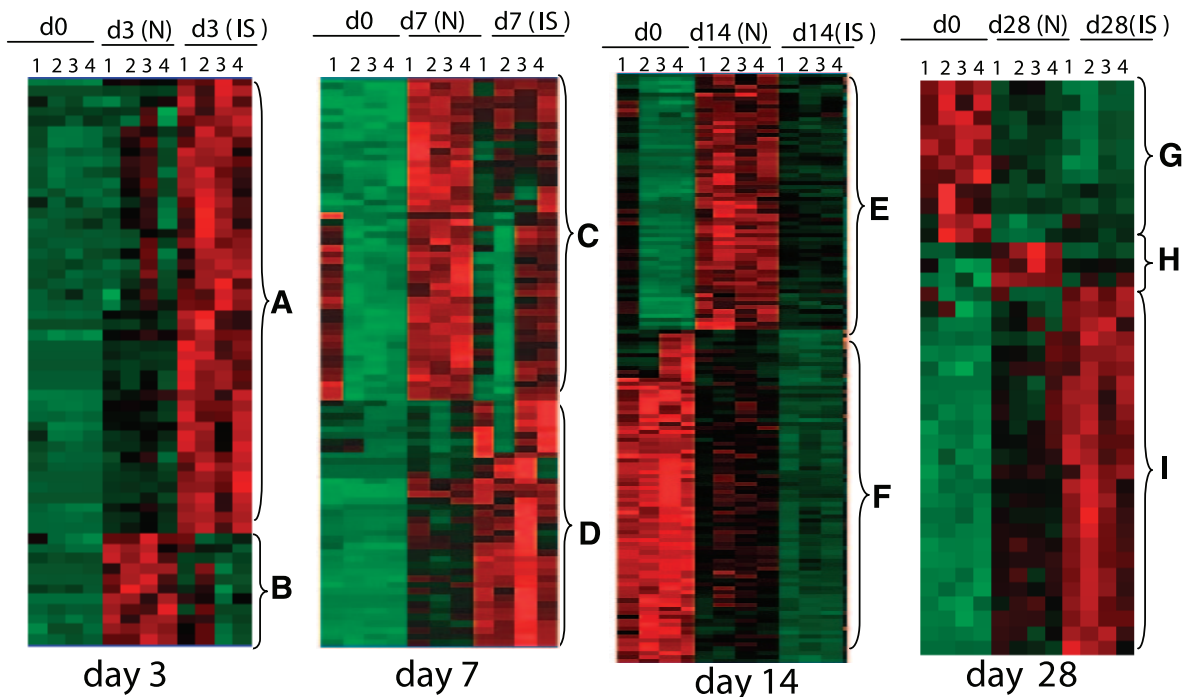 d0 d3 (N) d3 (IS)
1 2 3 4 1 2 3 4 1 2 3 4
A
B
day 3
d0 d7 (N) d7 (IS)
1 2 3 4 1 2 3 4 1 2 3 4
C
D
day 7
d0 d14 (N) d14(IS)
1 2 3 4 1 2 3 4 1 2 3 4
E
F
day 14
d0 d28 (N) d28(IS)
1 2 3 4 1 2 3 4 1 2 3 4
G
H
I
day 28